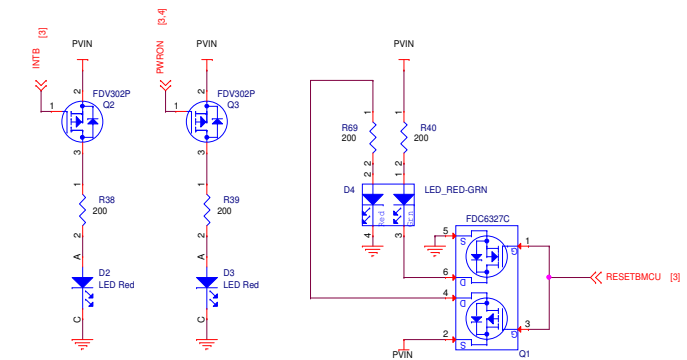 INTB [3]
PWRON [3,4]
PVIN
PVIN
PVIN
2
FDV302P
Q2
1
3
2
FDV302P
Q3
1
3
1
R38
200
2
1
R39
200
2
A
D2
LED Red
C
A
D3
LED Red
C
1
R69
200
2
1
R40
200
2
2
1
D4
LED_RED-GRN
Red
Grn
4
3
FDC6327C
5
S
G
1
6
D
4
D
G
3
2
S
Q1
PVIN
RESETBMCU [3]